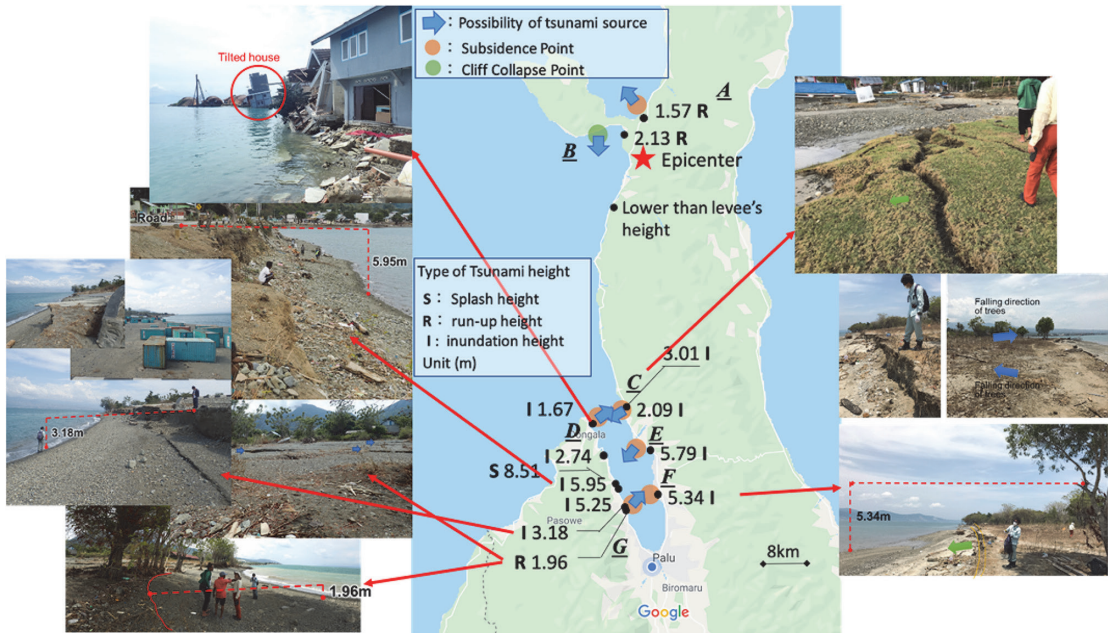 Tilted house
: Possibility of tsunami source
: Subsidence Point
: Cliff Collapse Point
A
1.57 R
2.13 R
B
Epicenter
Lower than levee's
height
Road
5.95m
Type of Tsunami height
S : Splash height
R : run-up height
I : inundation height
Unit (m)
Falling direction
of trees
Falling direction
of trees
3.01 I
C
I 1.67
2.09 I
D
ongala
E
I 2.74
5.79 I
S 8.51
F
I 5.95
5.34 I
I 5.25
Pasowe
3.18m
I 3.18
G
R 1.96
Palu
8km
Biromaru
Google
5.34m
1.96m